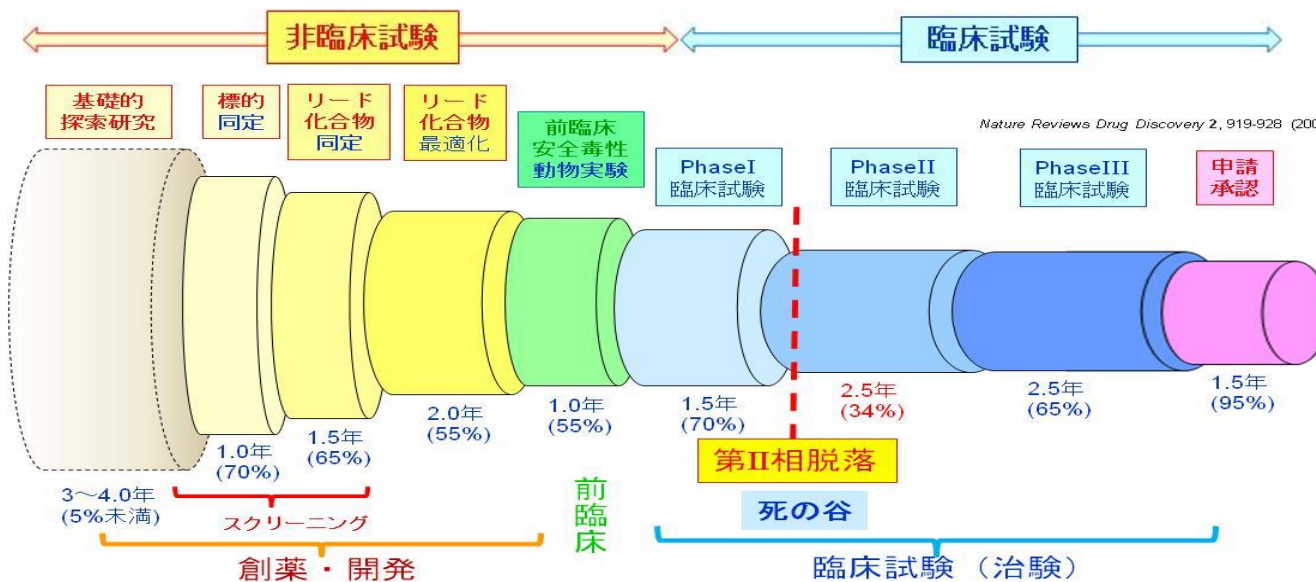 非臨床試験
臨床試験
基礎的
探索研究
標的
同定
リード
化合物
同定
リード
化合物
最適化
前臨床
安全毒性
動物実験
Nature Reviews Drug Discovery 2, 919-928 (200
PhaseI
臨床試験
PhaseII
臨床試験
PhaseIII
臨床試験
申請
承認
3～4.0年
(5%未満)
1.0年
(70%)
1.5年
(65%)
2.0年
(55%)
1.0年
(55%)
1.5年
(70%)
2.5年
(34%)
2.5年
(65%)
1.5年
(95%)
第II相脱落
死の谷
スクリーニング
創薬・開発
前臨床
臨床試験（治験）